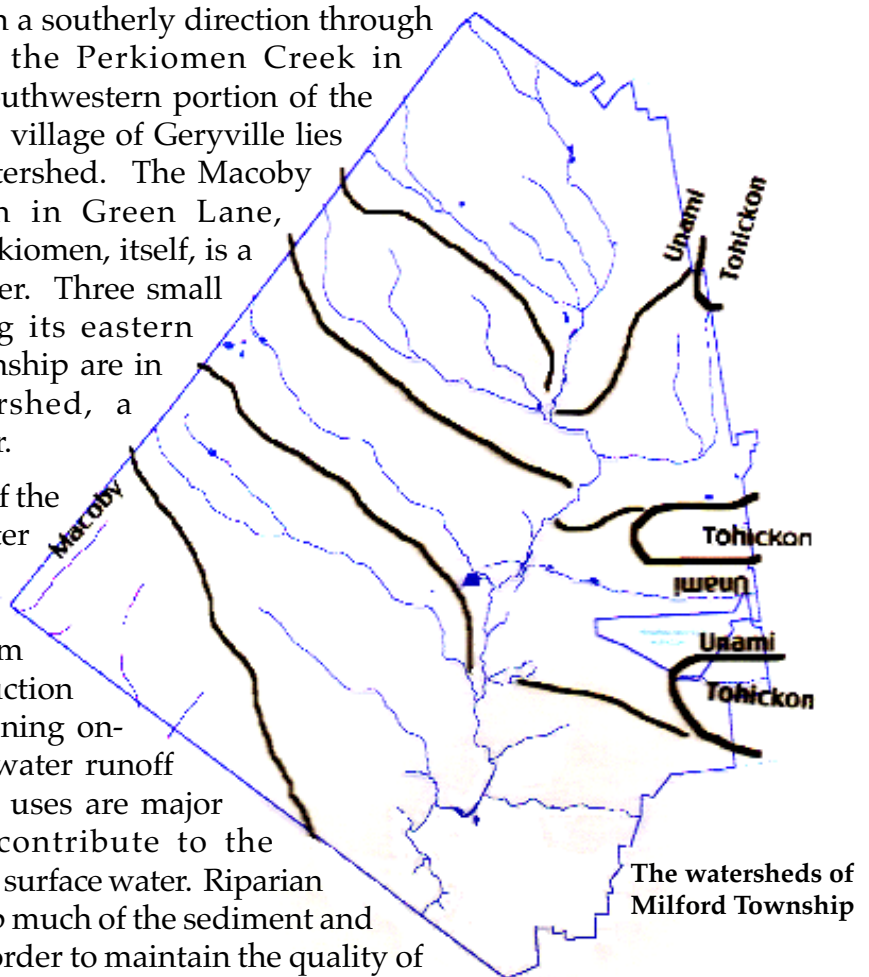 n a southerly direction through
the Perkiomen Creek in
uthwestern portion of the
village of Geryville lies
tershed. The Macoby
n in Green Lane,
kiomen, itself, is a
er. Three small
g its eastern
nship are in
rshed, a
r.
f the
ter
m
uction
ning on-
water runoff
uses are major
contribute to the
surface water. Riparian
p much of the sediment and
order to maintain the quality of
Unami
Tohickon
Macoby
Tohickon
Unami
Unami
Tohickon
The watersheds of
Milford Township